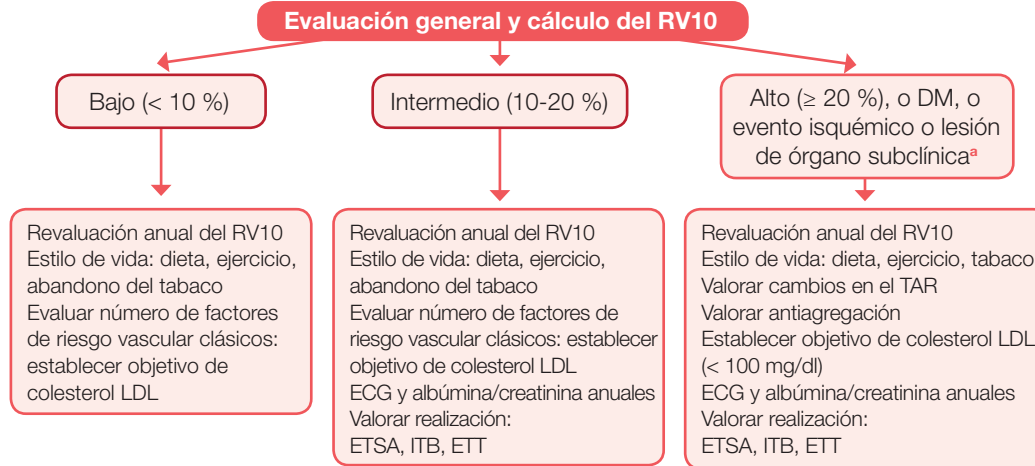 Evaluación general y cálculo del RV10
Bajo (< 10 %)
Intermedio (10-20 %)
Alto (≥ 20 %), o DM, o
evento isquémico o lesión
de órgano subclínicaª
Revaluación anual del RV10
Estilo de vida: dieta, ejercicio,
abandono del tabaco
Evaluar número de factores
de riesgo vascular clásicos:
establecer objetivo de
colesterol LDL
Revaluación anual del RV10
Estilo de vida: dieta, ejercicio,
abandono del tabaco
Evaluar número de factores de
riesgo vascular clásicos: establecer
objetivo de colesterol LDL
ECG y albúmina/creatinina anuales
Valorar realización:
ETSA, ITB, ETT
Revaluación anual del RV10
Estilo de vida: dieta, ejercicio, tabaco
Valorar cambios en el TAR
Valorar antiagregación
Establecer objetivo de colesterol LDL
(< 100 mg/dl)
ECG y albúmina/creatinina anuales
Valorar realización:
ETSA, ITB, ETT